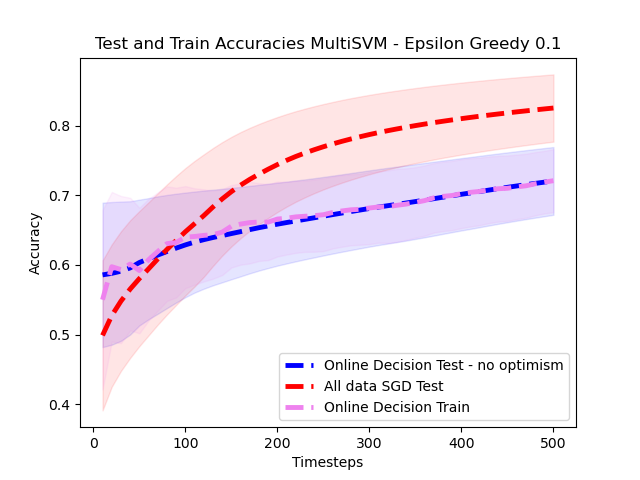 Test and Train Accuracies MultiSVM - Epsilon Greedy 0.1
Accuracy
0.8
0.7
0.6
0.5
0.4
Online Decision Test - no optimism
All data SGD Test
Online Decision Train
0 100 200 300 400 500
Timesteps